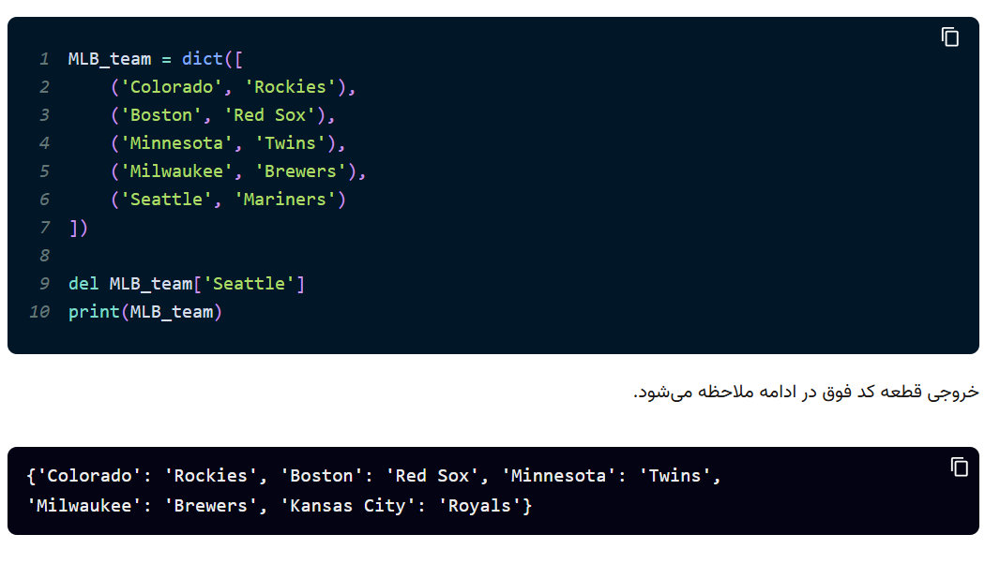 1 MLB_team = dict([
2     ('Colorado', 'Rockies'),
3     ('Boston', 'Red Sox'),
4     ('Minnesota', 'Twins'),
5     ('Milwaukee', 'Brewers'),
6     ('Seattle', 'Mariners')
7 ])
8
9 del MLB_team['Seattle']
10 print(MLB_team)
خروجی قطعه کد فوق در ادامه ملاحظه می‌شود.
{'Colorado': 'Rockies', 'Boston': 'Red Sox', 'Minnesota': 'Twins',
'Milwaukee': 'Brewers', 'Kansas City': 'Royals'}